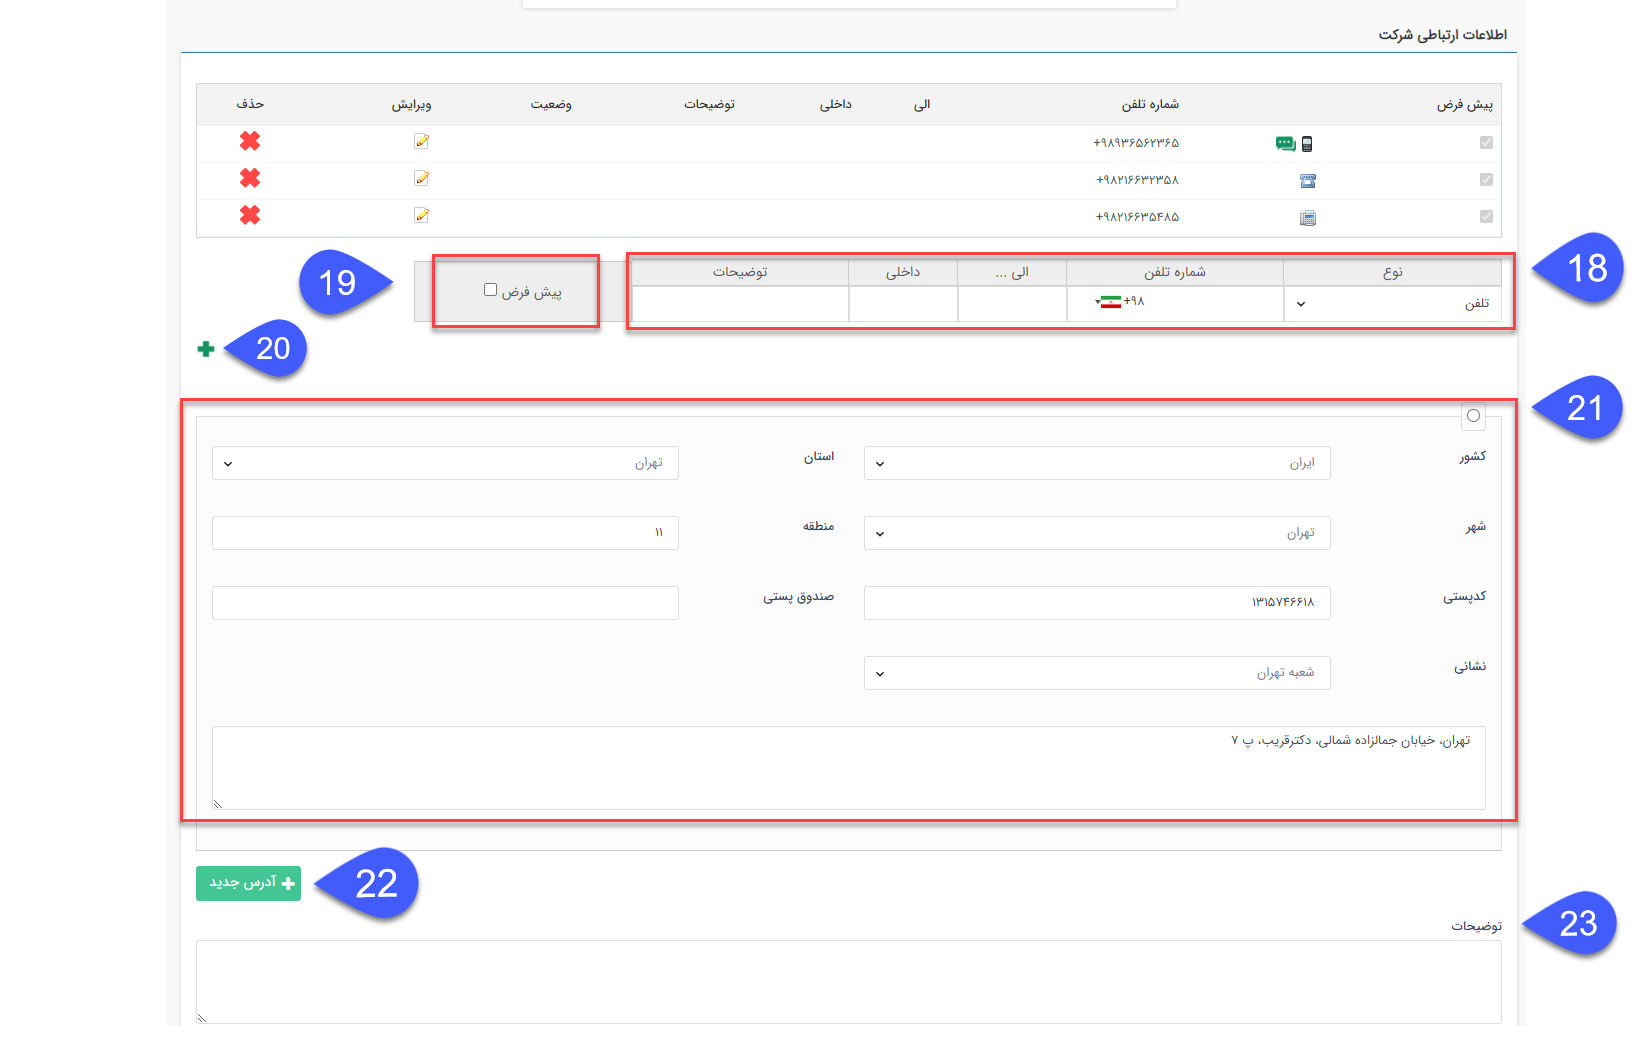 اطلاعات ارتباطی شرکت
پیش فرض شماره تلفن الی داخلی توضیحات وضعیت ویرایش حذف
+۹۸۹۳۶۵۶۲۳۶۵
+۹۸۲۱۶۶۳۲۳۵۸
+۹۸۲۱۶۶۳۵۴۸۵
18
نوع شماره تلفن الی ... داخلی توضیحات
تلفن +۹۸
پیش فرض
19
20
21
کشور ایران استان تهران
شهر تهران منطقه ۱۱
کدپستی ۱۳۱۵۷۴۶۶۱۸ صندوق پستی
نشانی شعبه تهران
تهران، خیابان جمالزاده شمالی، دکترقریب، پ ۷
آدرس جدید
22
23
توضیحات